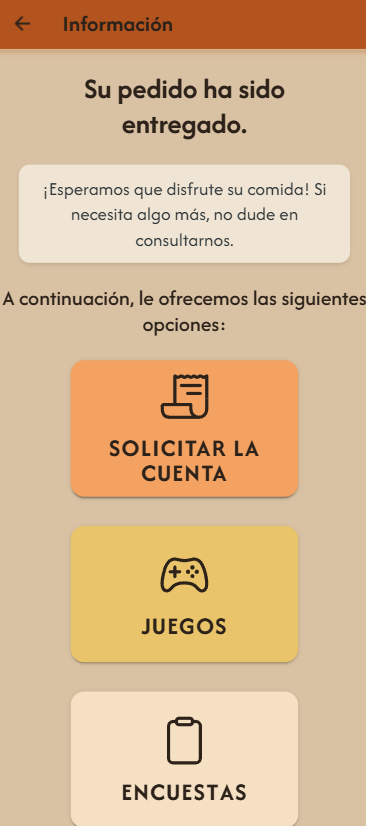 Información
Su pedido ha sido
entregado.
¡Esperamos que disfrute su comida! Si
necesita algo más, no dude en
consultarnos.
A continuación, le ofrecemos las siguientes
opciones:
SOLICITAR LA
CUENTA
JUEGOS
ENCUESTAS